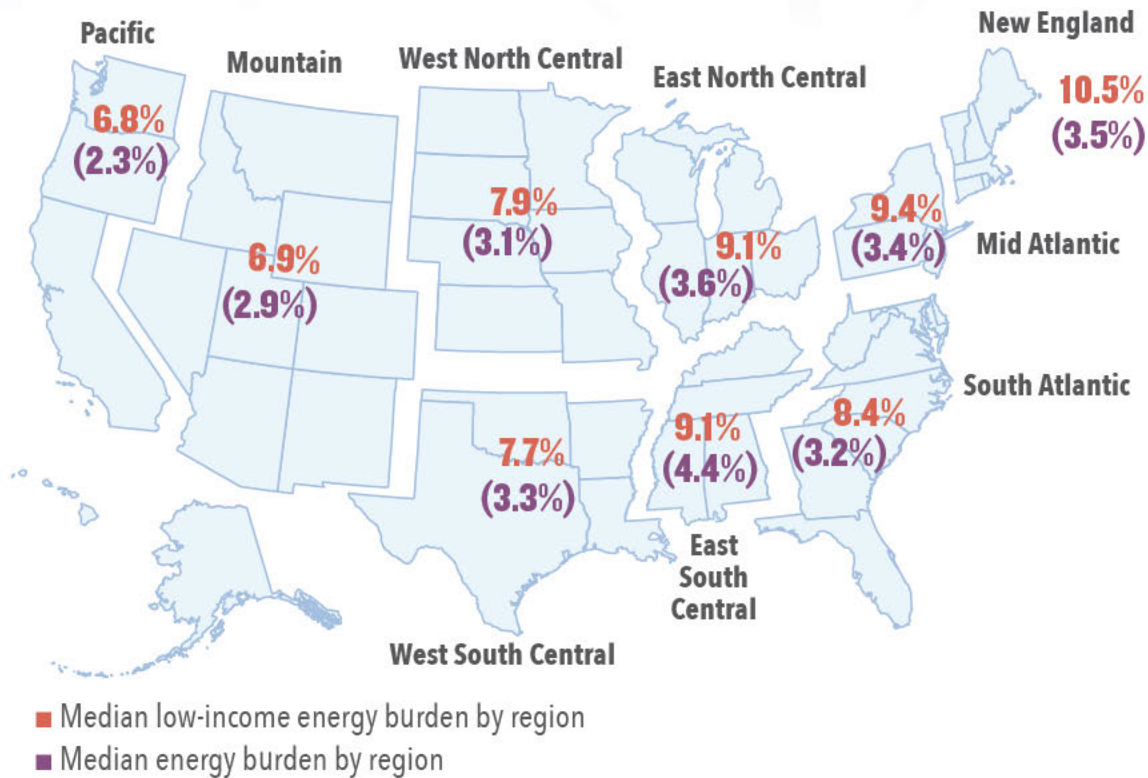 New England
10.5%
(3.5%)
Pacific
6.8%
(2.3%)
Mountain
6.9%
(2.9%)
West North Central
7.9%
(3.1%)
East North Central
9.1%
(3.6%)
9.4%
(3.4%)
Mid Atlantic
South Atlantic
8.4%
(3.2%)
9.1%
(4.4%)
East
South
Central
7.7%
(3.3%)
West South Central
Median low-income energy burden by region
Median energy burden by region